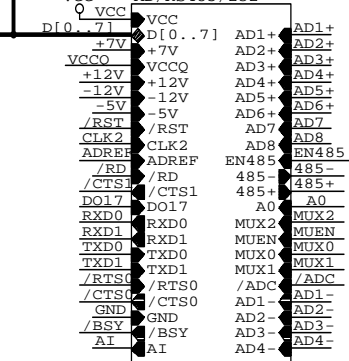 VCC VCC
D[0..7] D[0..7] AD1+ AD1+
+7V +7V AD2+ AD2+
VCCQ VCCQ AD3+ AD3+
+12V +12V AD4+ AD4+
-12V -12V AD5+ AD5+
-5V -5V AD6+ AD6+
/RST /RST AD7 AD7
CLK2 CLK2 AD8 AD8
ADREF ADREF EN485 EN485
/RD /RD 485- 485-
/CTS1 /CTS1 485+ 485+
DO17 DO17 A0 A0
RXD0 RXD0 MUX2 MUX2
RXD1 RXD1 MUEN MUEN
TXD0 TXD0 MUX0 MUX0
TXD1 TXD1 MUX1 MUX1
/RTS0 /RTS0 /ADC /ADC
/CTS0 /CTS0 AD1- AD1-
GND GND AD2- AD2-
/BSY /BSY AD3- AD3-
AI AI AD4- AD4-